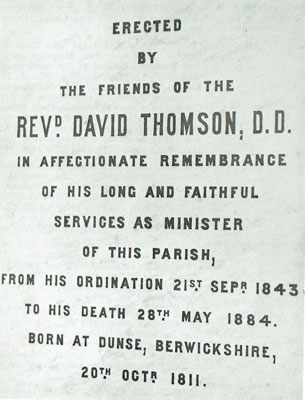 ERECTED
BY
THE FRIENDS OF THE
REVD. DAVID THOMSON, D.D.
IN AFFECTIONATE REMEMBRANCE
OF HIS LONG AND FAITHFUL
SERVICES AS MINISTER
OF THIS PARISH,
FROM HIS ORDINATION 21ST. SEPR. 1843.
TO HIS DEATH 28TH. MAY 1884.
BORN AT DUNSE, BERWICKSHIRE,
20TH. OCTR. 1811.